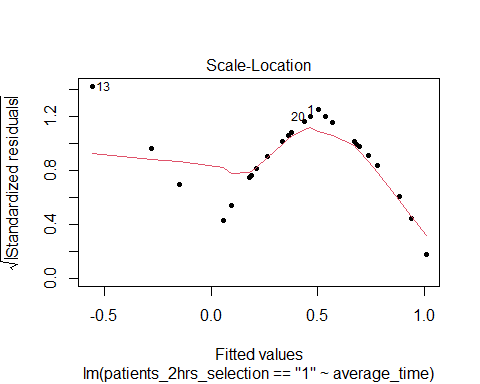 Scale-Location
√|Standardized residuals|
0.0 0.4 0.8 1.2
13
1
20
-0.5 0.0 0.5 1.0
Fitted values
lm(patients_2hrs_selection == "1" ~ average_time)